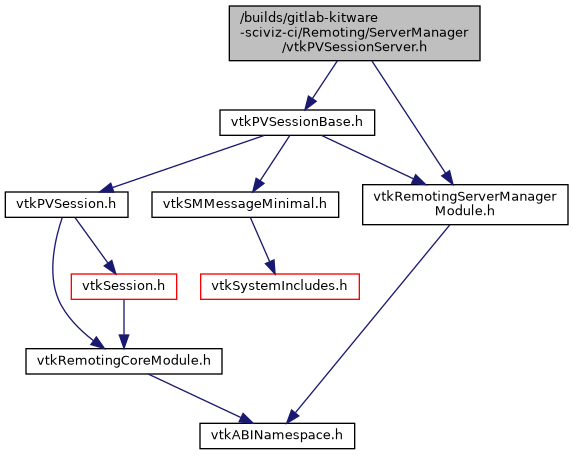 /builds/gitlab-kitware
-sciviz-ci/Remoting/ServerManager
/vtkPVSessionServer.h
vtkPVSessionBase.h
vtkPVSession.h
vtkSMMessageMinimal.h
vtkRemotingServerManager
Module.h
vtkSession.h
vtkSystemIncludes.h
vtkRemotingCoreModule.h
vtkABINamespace.h